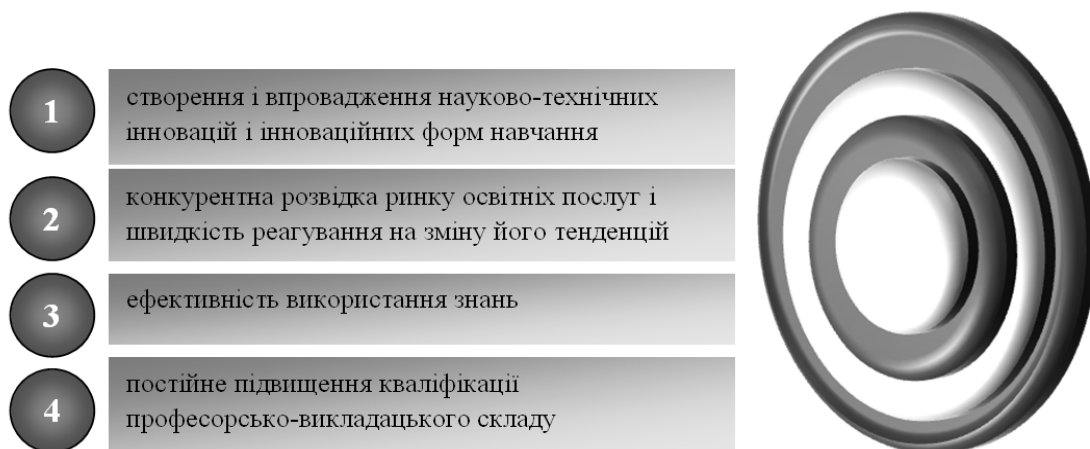 1
створення і впровадження науково-технічних
інновацій і інноваційних форм навчання
2
конкурентна розвідка ринку освітніх послуг і
швидкість реагування на зміну його тенденцій
3
ефективність використання знань
4
постійне підвищення кваліфікації
професорсько-викладацького складу